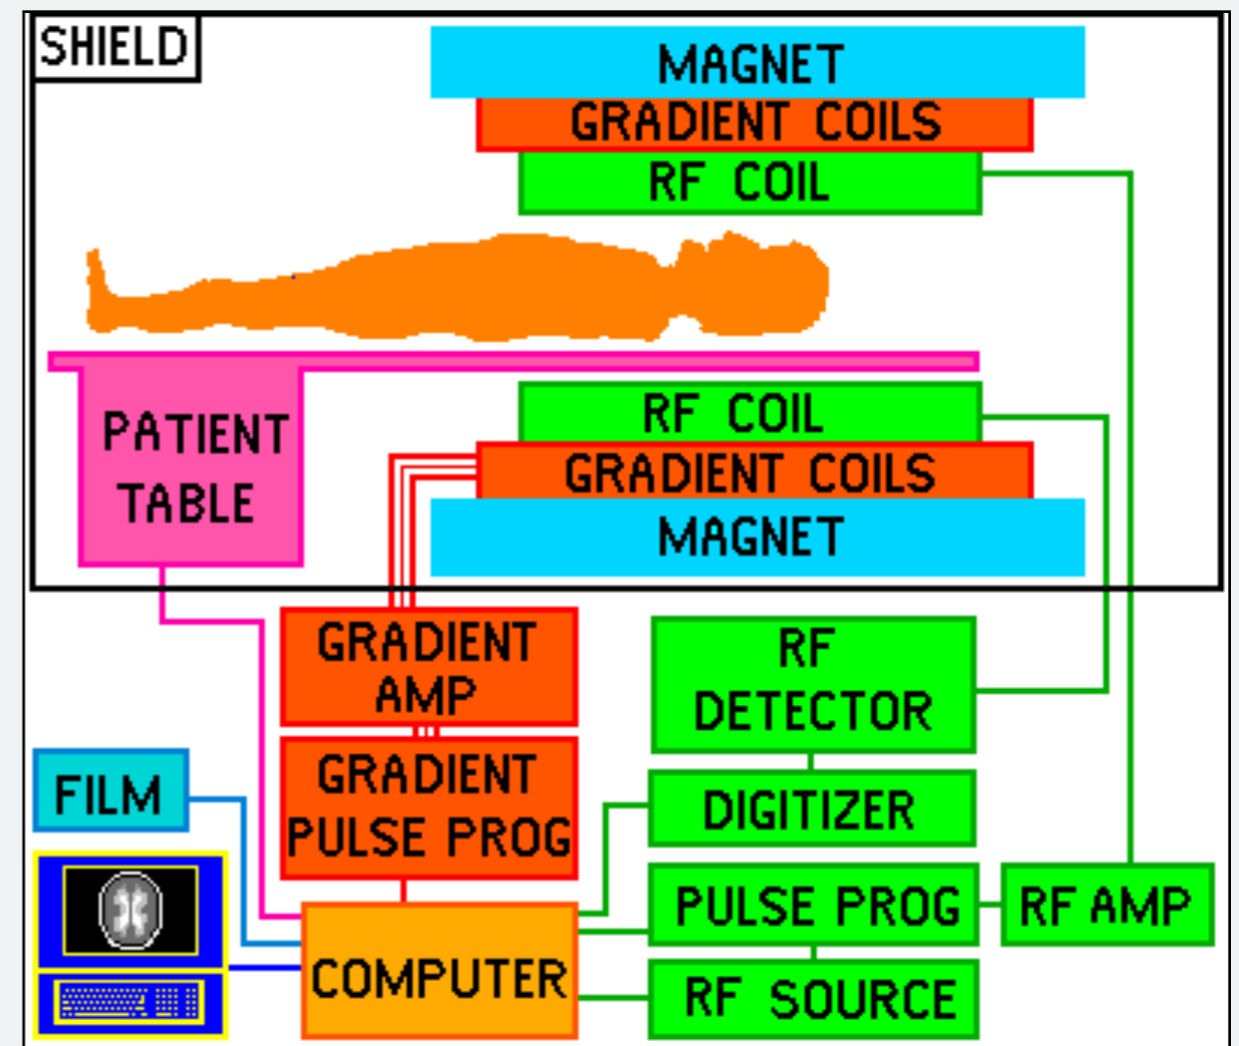 SHIELD
MAGNET
GRADIENT COILS
RF COIL
RF COIL
GRADIENT COILS
MAGNET
PATIENT
TABLE
GRADIENT
AMP
GRADIENT
PULSE PROG
FILM
COMPUTER
RF
DETECTOR
DIGITIZER
PULSE PROG
RF AMP
RF SOURCE